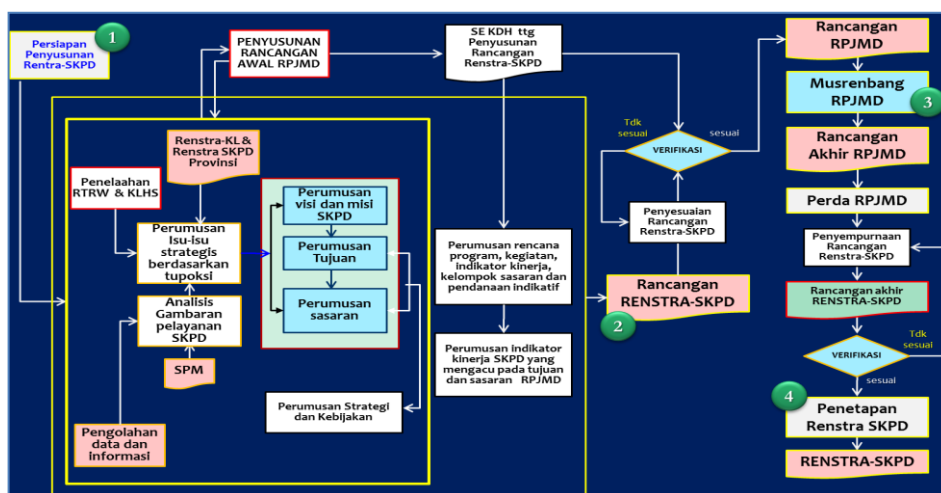 Persiapan
Penyusunan
Rentra-SKPD
1
PENYUSUNAN
RANCANGAN
AWAL RPJMD
SE KDH ttg
Penyusunan
Rancangan
Renstra-SKPD
Renstra-KL &
Renstra SKPD
Provinsi
Penelaahan
RTRW & KLHS
Perumusan
Isu-isu
strategis
berdasarkan
tupoksi
Analisis
Gambaran
pelayanan
SKPD
SPM
Pengolahan
data dan
informasi
Perumusan
visi dan misi
SKPD
Perumusan
Tujuan
Perumusan
sasaran
Perumusan Strategi
dan Kebijakan
Perumusan rencana
program, kegiatan,
indikator kinerja,
kelompok sasaran dan
pendanaan indikatif
Perumusan indikator
kinerja SKPD yang
mengacu pada tujuan
dan sasaran RPJMD
Tdk
sesuai
sesuai
VERIFIKASI
Penyesuaian
Rancangan
Renstra-SKPD
Rancangan
RENSTRA-SKPD
2
Rancangan
RPJMD
Musrenbang
RPJMD
3
Rancangan
Akhir RPJMD
Perda RPJMD
Penyempurnaan
Rancangan
Renstra-SKPD
Rancangan akhir
RENSTRA-SKPD
Tdk
sesuai
VERIFIKASI
sesuai
4
Penetapan
Renstra SKPD
RENSTRA-SKPD